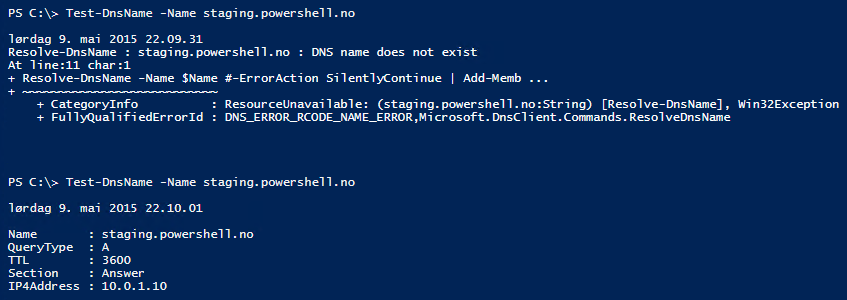 PS C:\> Test-DnsName -Name staging.powershell.no
lørdag 9. mai 2015 22.09.31
Resolve-DnsName : staging.powershell.no : DNS name does not exist
At line:11 char:1
+ Resolve-DnsName -Name $Name #-ErrorAction SilentlyContinue | Add-Memb ...
+ ~~~~~~~~~~~~~~~~~~~~~~~~~~~
    + CategoryInfo          : ResourceUnavailable: (staging.powershell.no:String) [Resolve-DnsName], Win32Exception
    + FullyQualifiedErrorId : DNS_ERROR_RCODE_NAME_ERROR,Microsoft.DnsClient.Commands.ResolveDnsName
PS C:\> Test-DnsName -Name staging.powershell.no
lørdag 9. mai 2015 22.10.01
Name       : staging.powershell.no
QueryType  : A
TTL        : 3600
Section    : Answer
IP4Address : 10.0.1.10